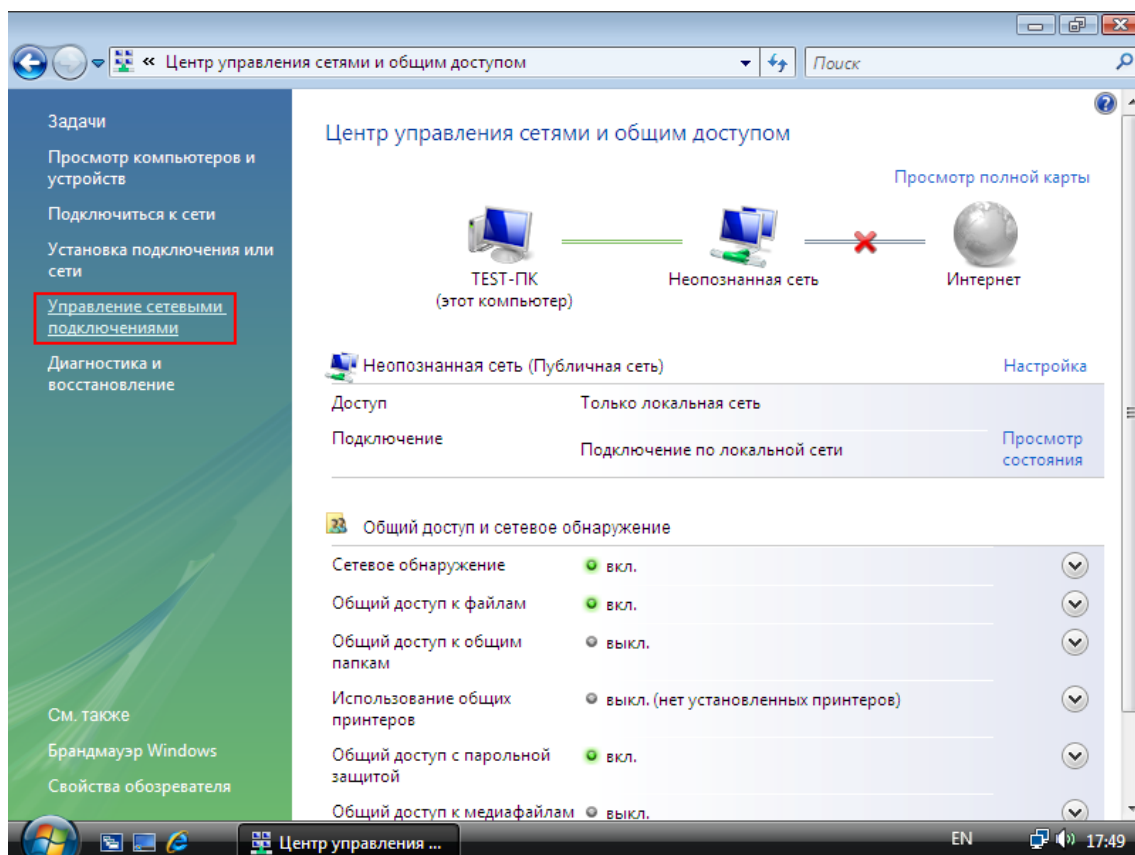 « Центр управления сетями и общим доступом
Поиск
Задачи
Просмотр компьютеров и
устройств
Подключиться к сети
Установка подключения или
сети
Управление сетевыми
подключениями
Диагностика и
восстановление
См. также
Брандмауэр Windows
Свойства обозревателя
Центр управления сетями и общим доступом
Просмотр полной карты
TEST-ПК
(этот компьютер)
Неопознанная сеть
Интернет
Неопознанная сеть (Публичная сеть)
Настройка
Доступ
Только локальная сеть
Подключение
Подключение по локальной сети
Просмотр
состояния
Общий доступ и сетевое обнаружение
Сетевое обнаружение
вкл.
Общий доступ к файлам
вкл.
Общий доступ к общим
папкам
выкл.
Использование общих
принтеров
выкл. (нет установленных принтеров)
Общий доступ с парольной
защитой
вкл.
Общий доступ к медиафайлам
выкл.
Центр управления ...
EN
17:49